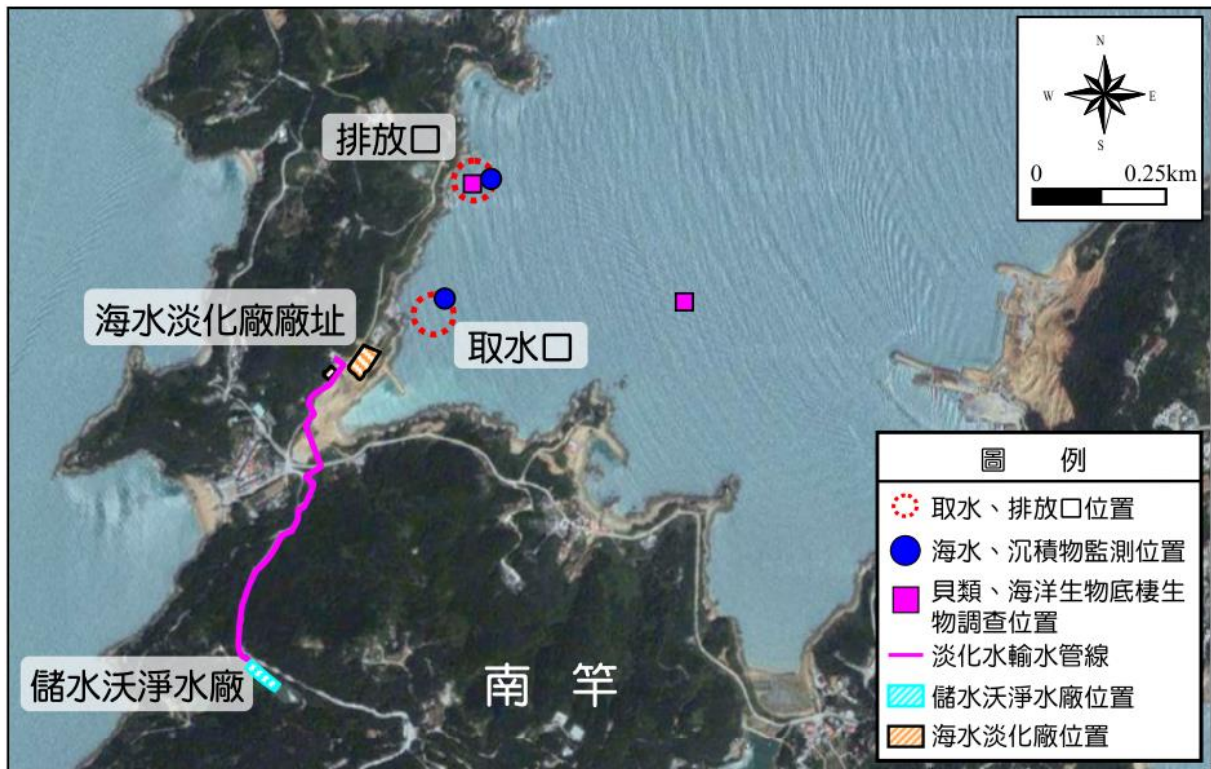 N
W
E
S
0
0.25km
排放口
海水淡化廠廠址
取水口
儲水沃淨水廠
南竿
圖例
取水、排放口位置
海水、沉積物監測位置
貝類、海洋生物底棲生
物調查位置
淡化水輸水管線
儲水沃淨水廠位置
海水淡化廠位置